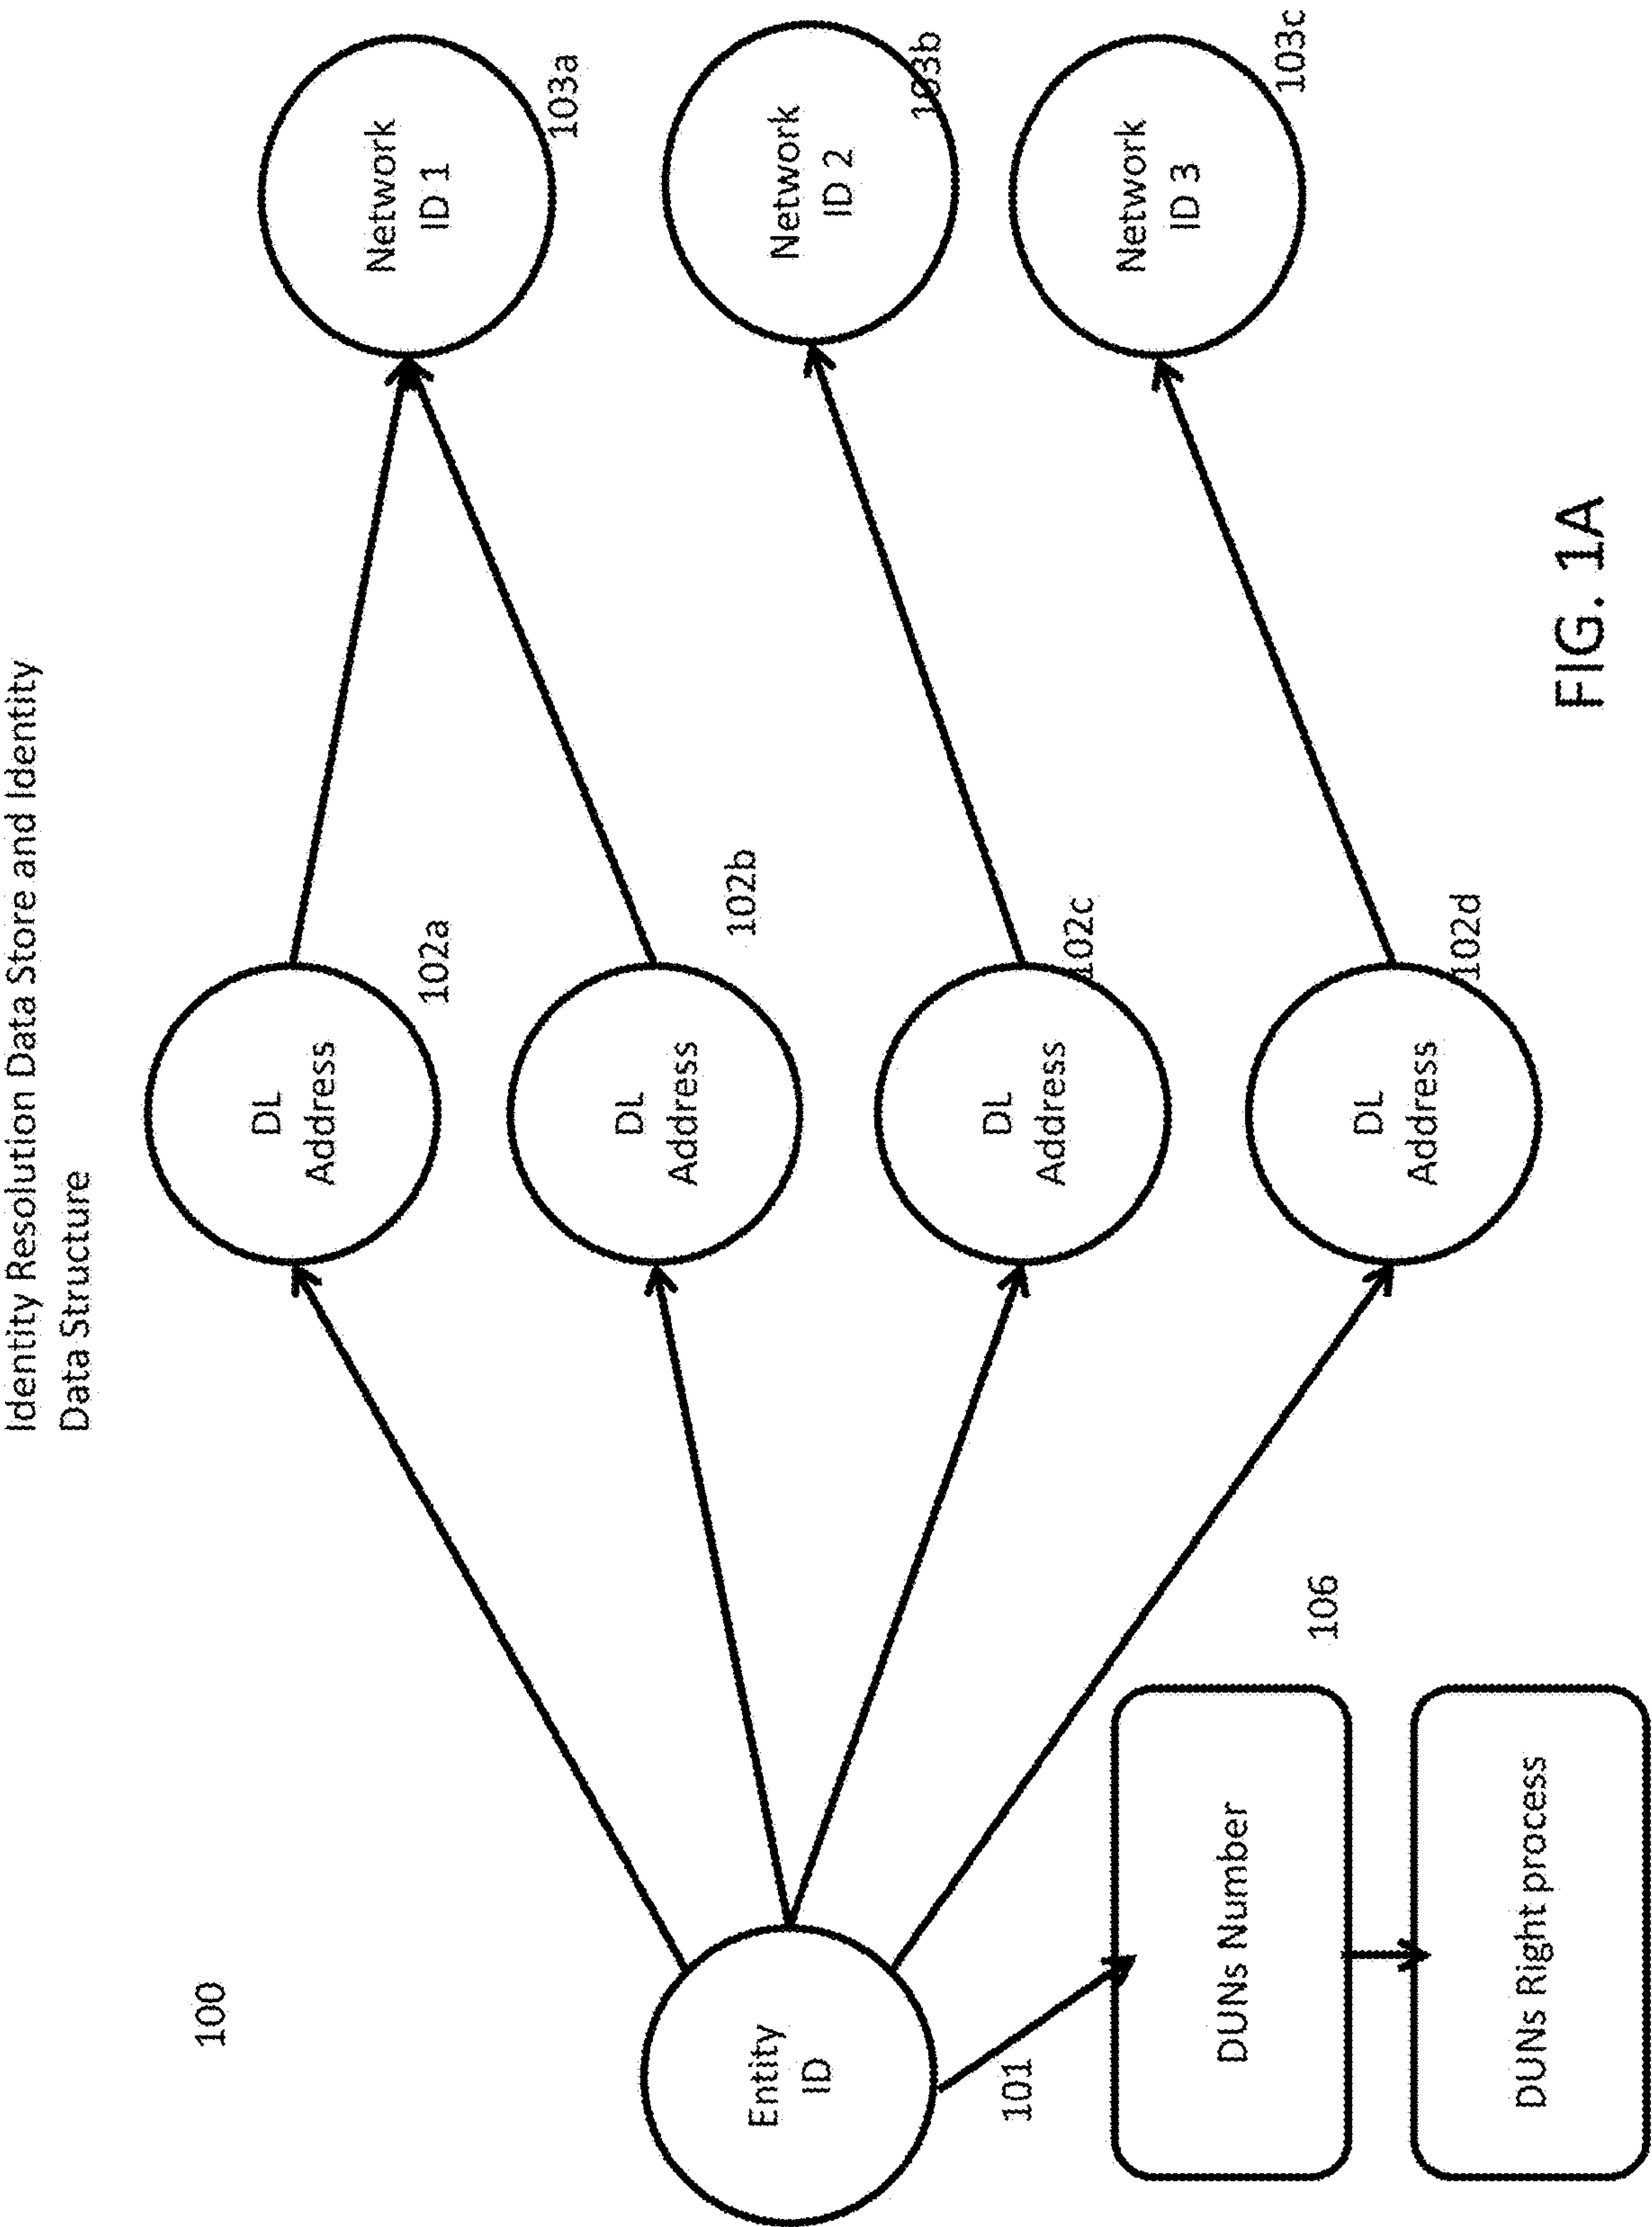 Identity Resolution Data Store and Identity
Data Structure
100
Entity
ID
101
DL
Address
102a
DL
Address
102b
DL
Address
102c
DL
Address
102d
Network
ID 1
103a
Network
ID 2
103b
Network
ID 3
103c
DUNs Number
106
DUNs Right process
FIG. 1A